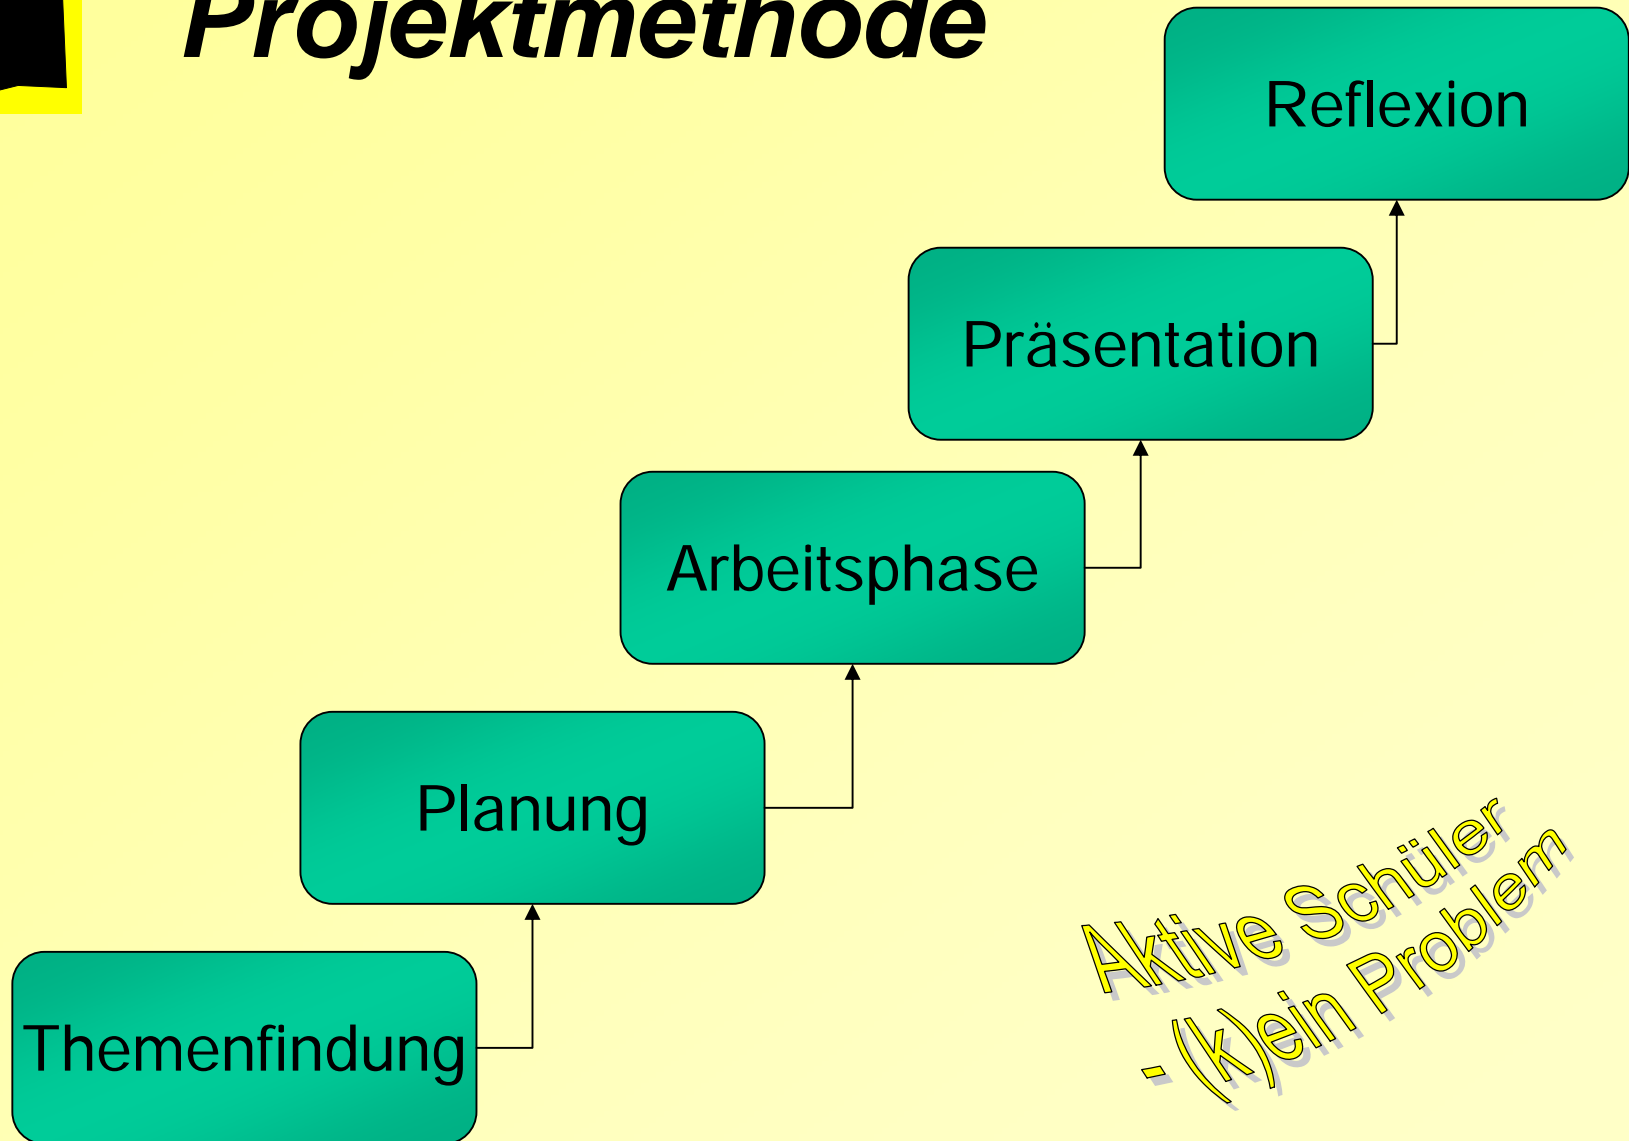 Projektmethode
Reflexion
Präsentation
Arbeitsphase
Planung
Themenfindung
Aktive Schüler
- (k)ein Problem